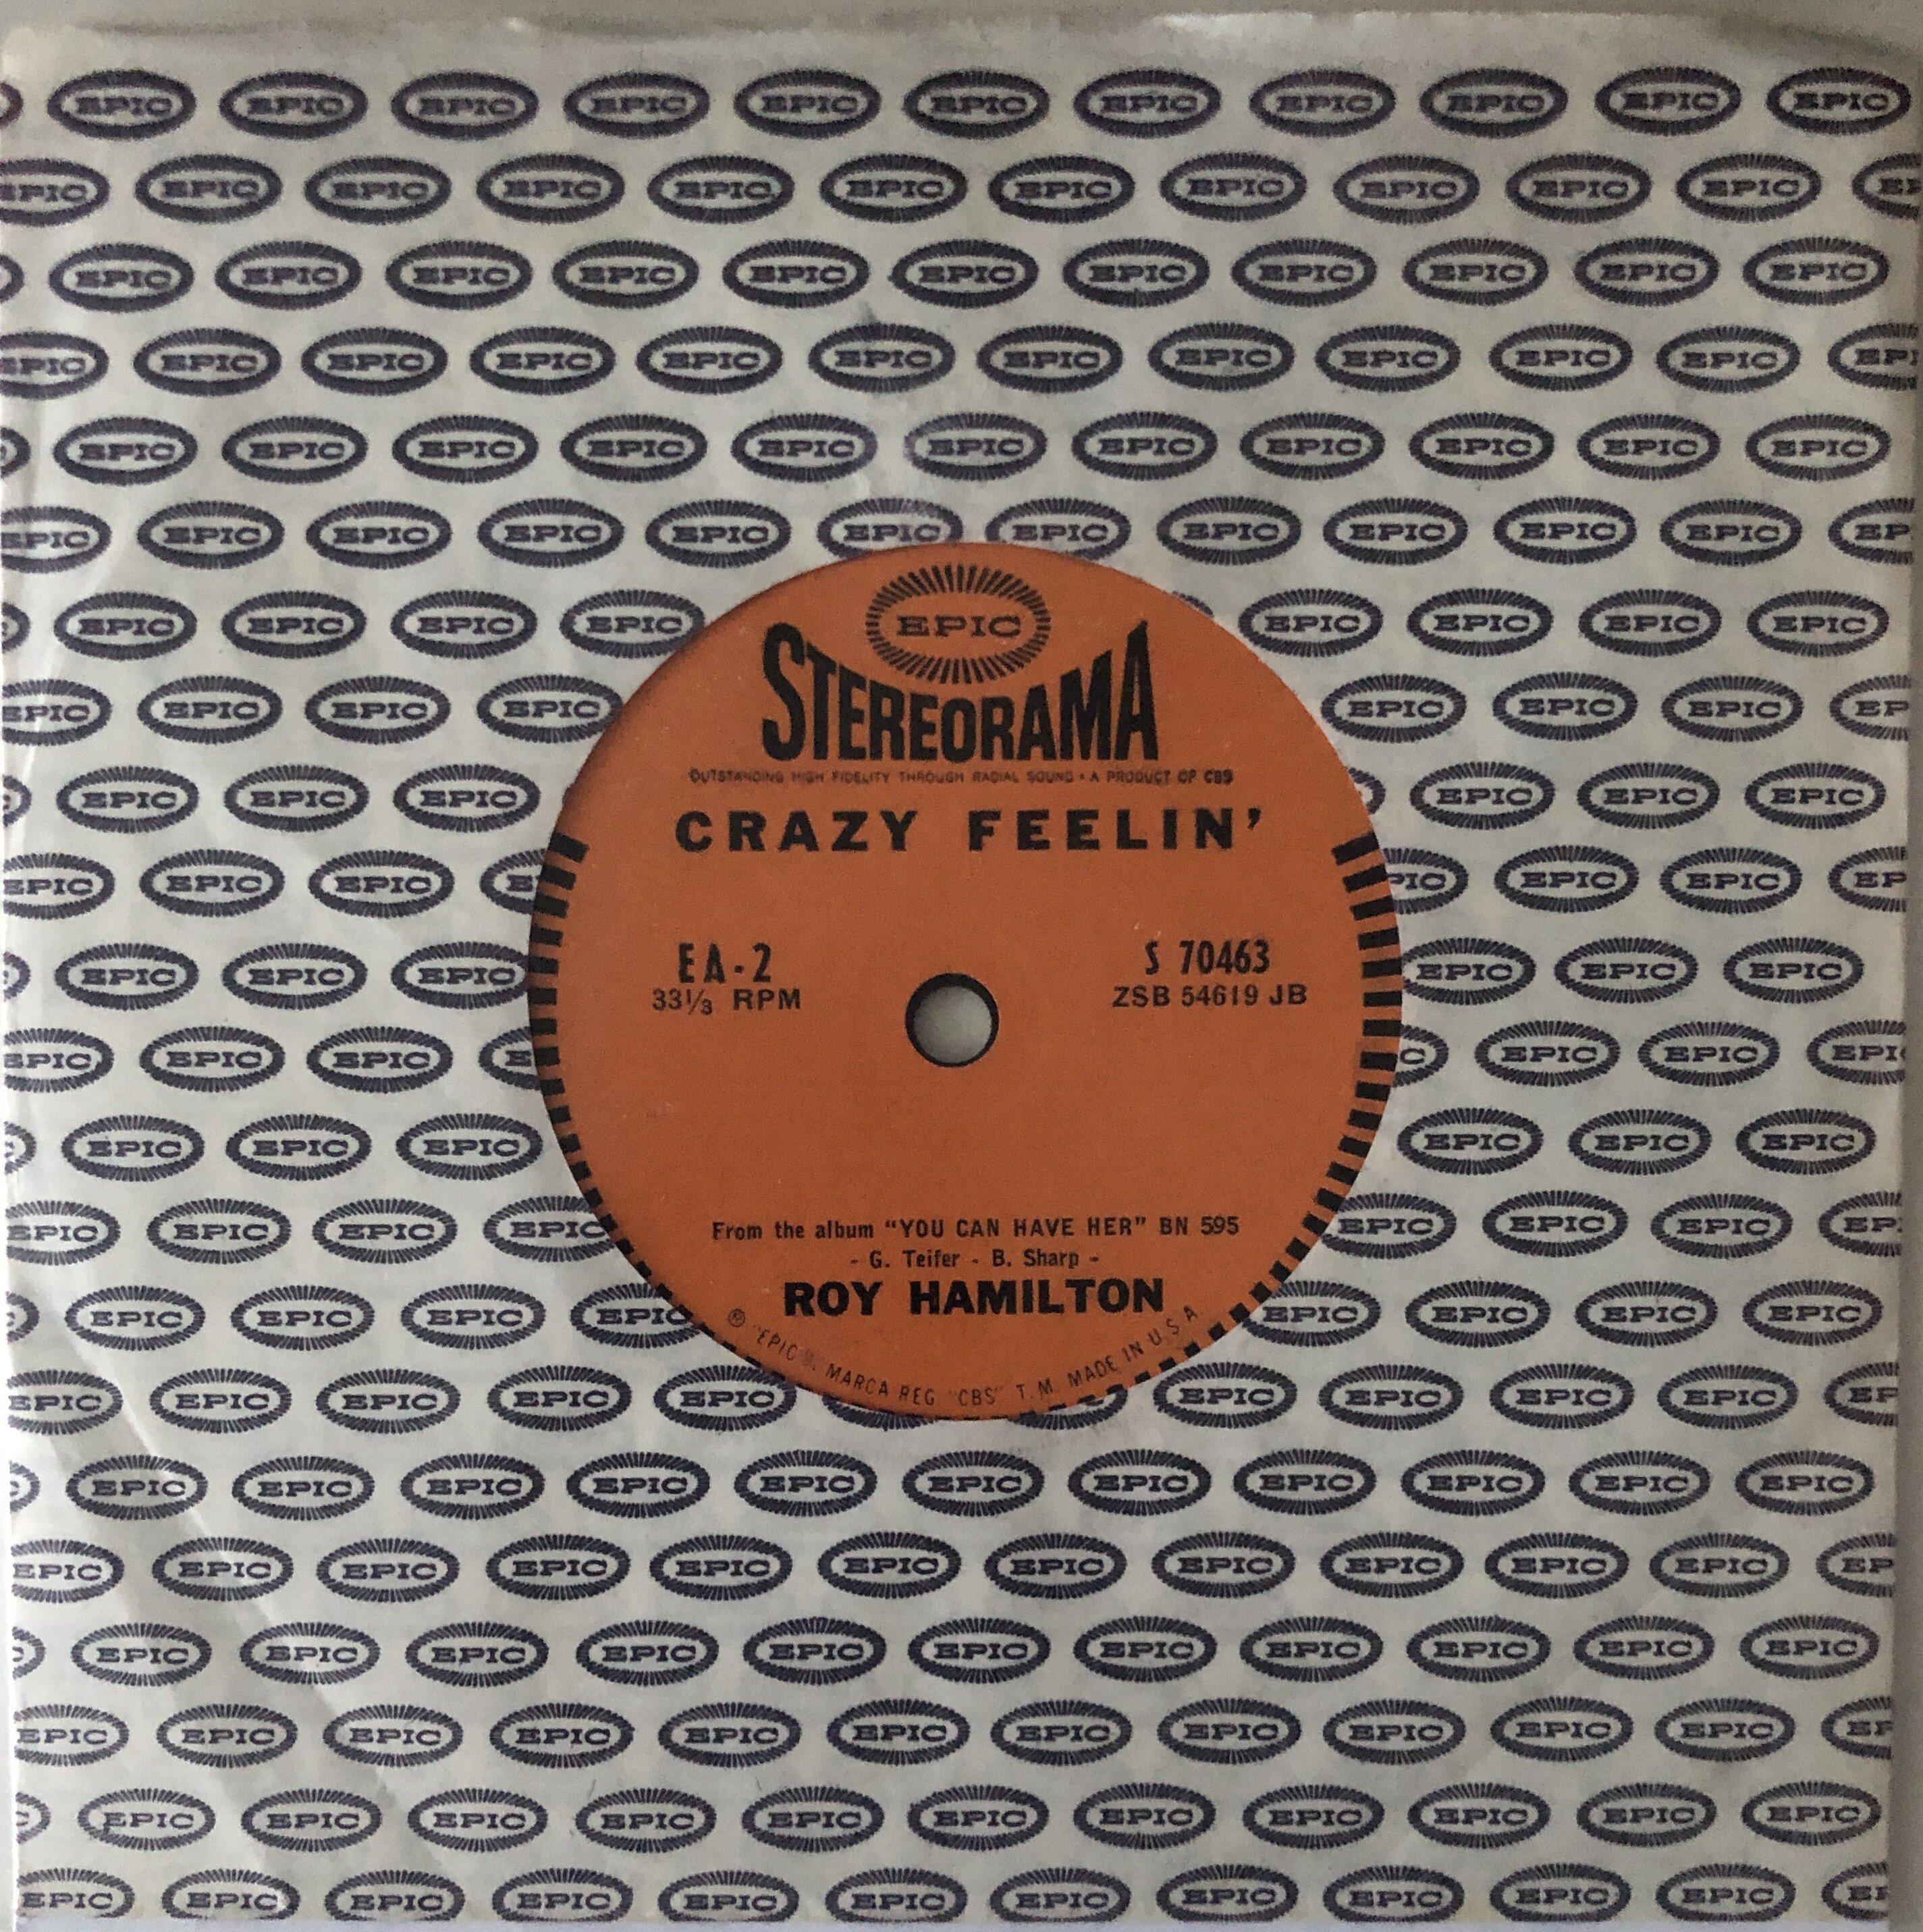 EPIC
STEREORAMA
OUTSTANDING HIGH FIDELITY THROUGH RADIAL SOUND • A PRODUCT OF CBS
CRAZY FEELIN'
EA-2
33⅓ RPM
S 70463
ZSB 54619 JB
From the album "YOU CAN HAVE HER" BN 595
- G. Teifer - B. Sharp -
ROY HAMILTON
® "EPIC", MARCA REG "CBS" T.M. MADE IN U.S.A.